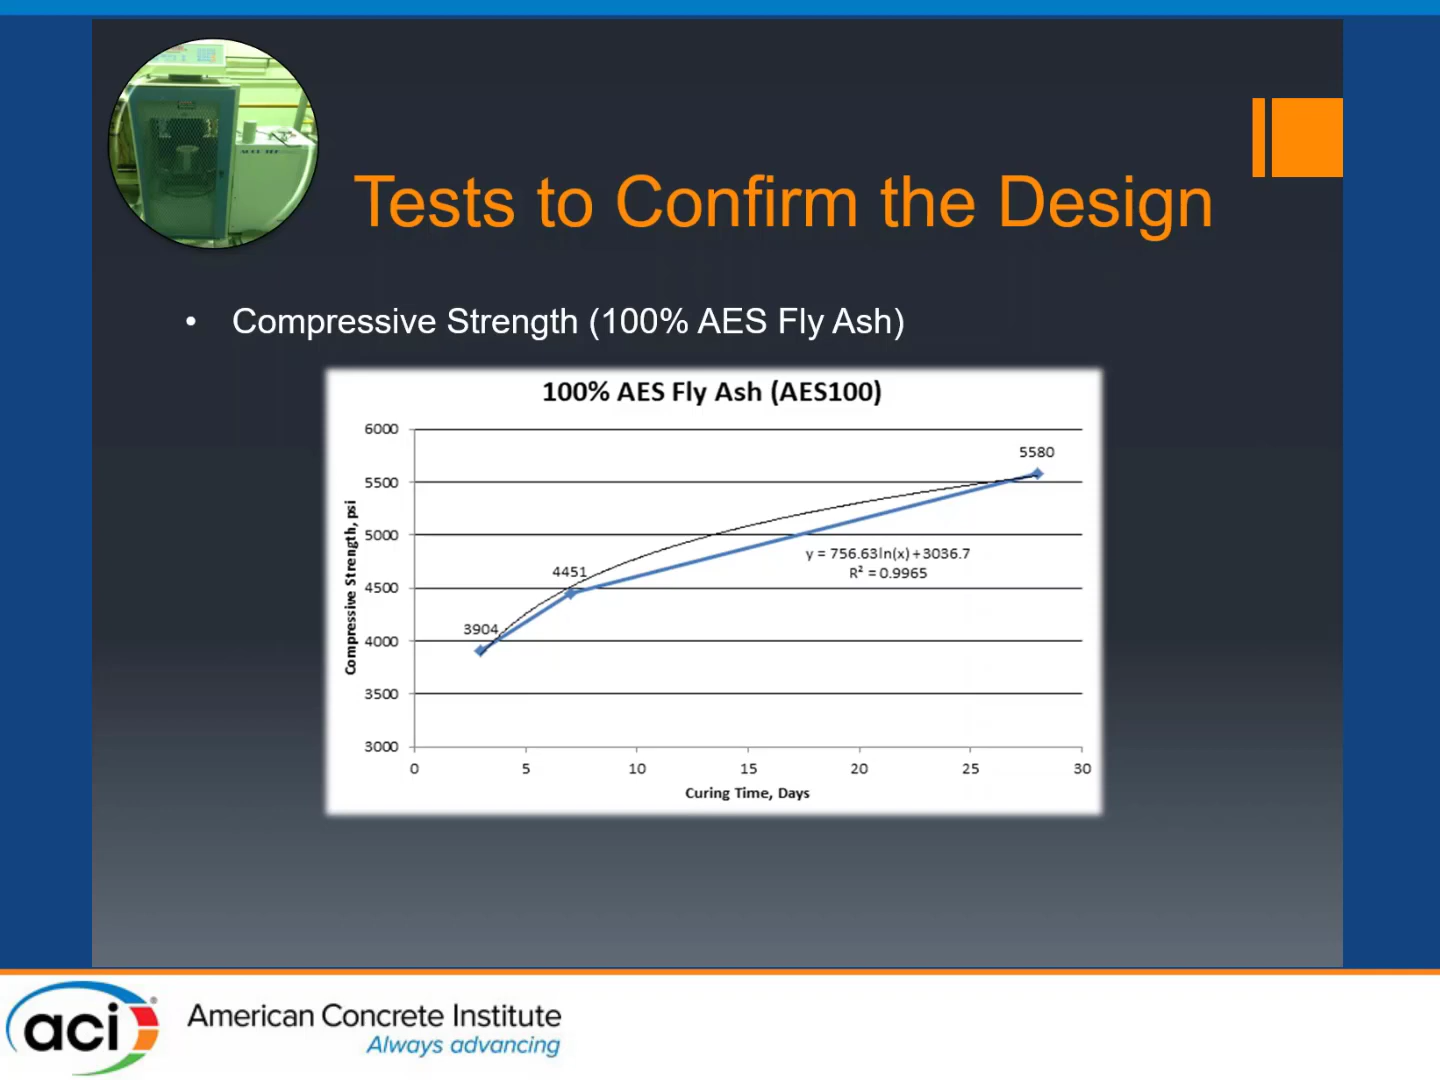 Tests to Confirm the Design
• Compressive Strength (100% AES Fly Ash)
100% AES Fly Ash (AES100)
6000
5500
5000
4500
4000
3500
3000
Compressive Strength, psi
3904
4451
5580
y = 756.63ln(x) + 3036.7
R² = 0.9965
0 5 10 15 20 25 30
Curing Time, Days
aci®
American Concrete Institute
Always advancing